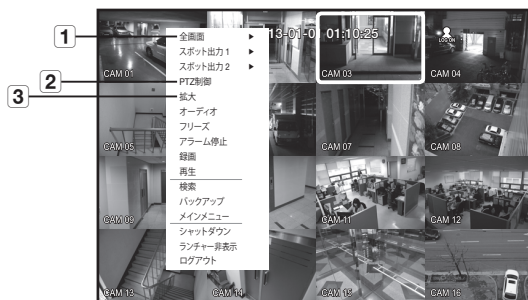 1
2
3
13-01-01 01:10:25
LOG ON
CAM 01
CAM 03
CAM 04
全画面
スポット出力 1
スポット出力 2
PTZ制御
拡大
オーディオ
フリーズ
アラーム停止
録画
再生
検索
バックアップ
メインメニュー
シャットダウン
ランチャー非表示
ログアウト
CAM 05
CAM 07
CAM 08
CAM 09
CAM 11
CAM 12
CAM 13
CAM 14
CAM 15
CAM 16